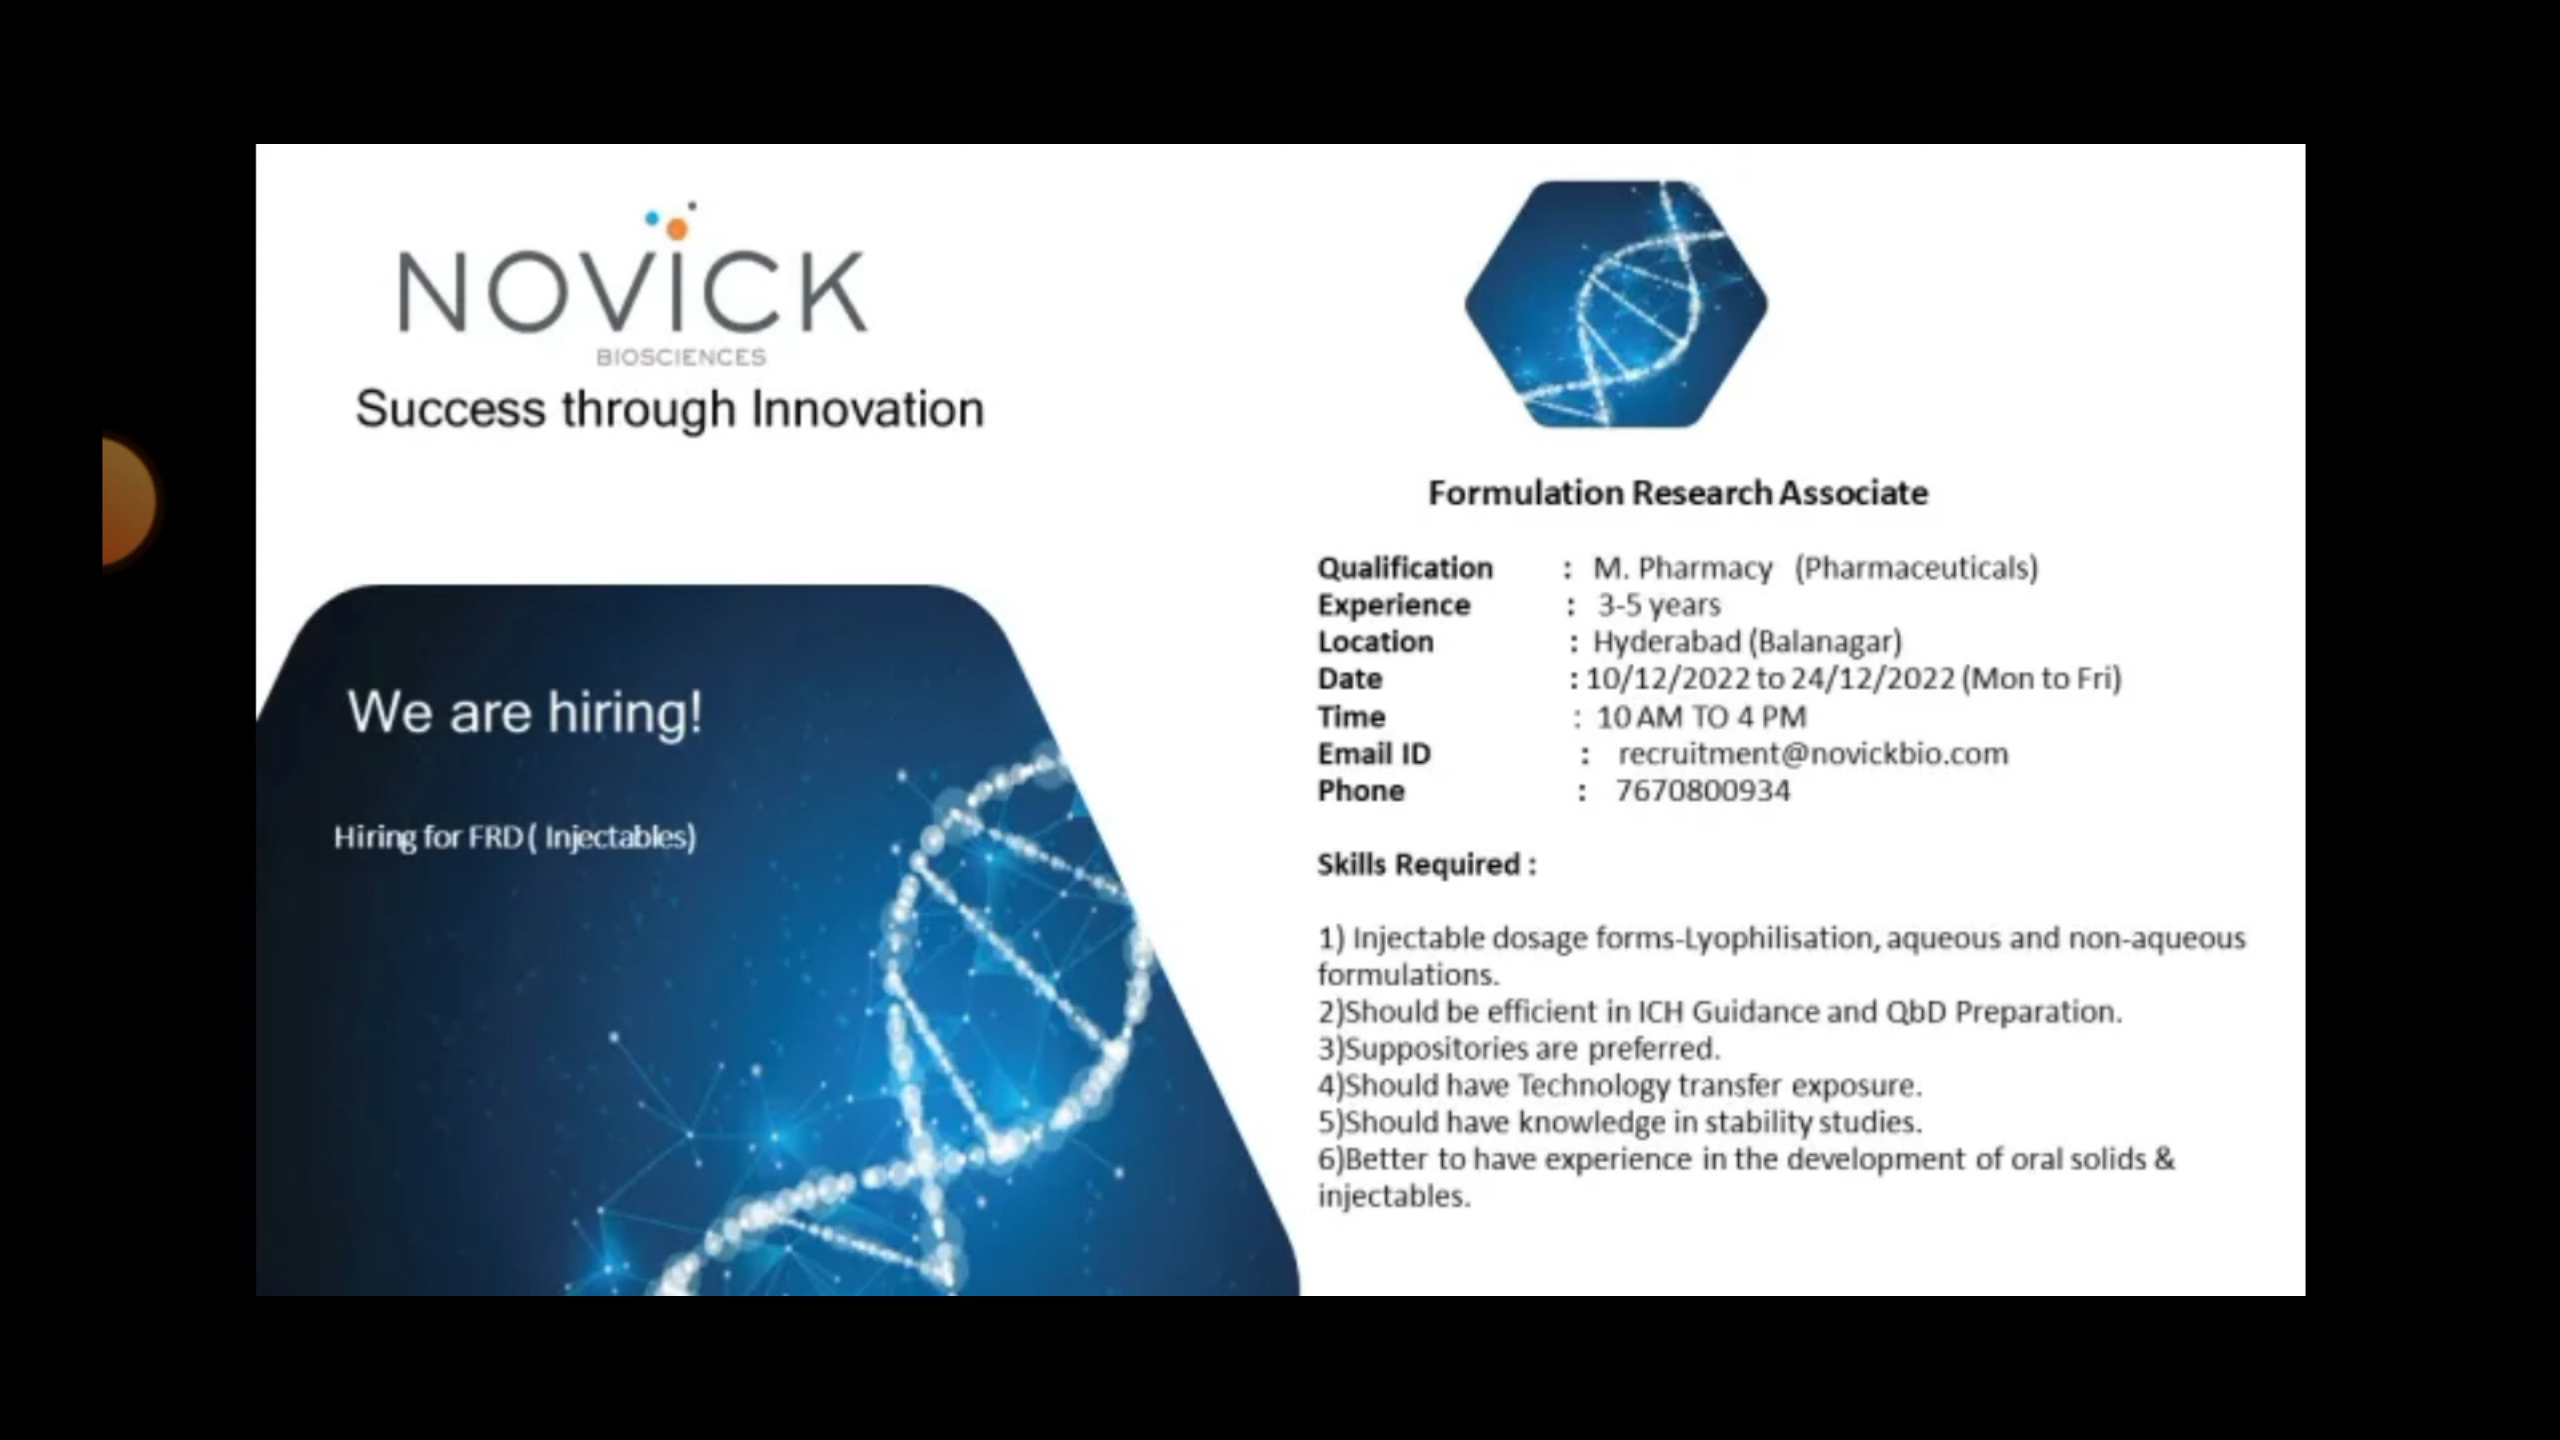 NOVICK
BIOSCIENCES
Success through Innovation
We are hiring!
Hiring for FRD ( Injectables)
Formulation Research Associate
Qualification : M. Pharmacy (Pharmaceuticals)
Experience : 3-5 years
Location : Hyderabad (Balanagar)
Date : 10/12/2022 to 24/12/2022 (Mon to Fri)
Time : 10 AM TO 4 PM
Email ID : recruitment@novickbio.com
Phone : 7670800934
Skills Required :
1) Injectable dosage forms-Lyophilisation, aqueous and non-aqueous
formulations.
2)Should be efficient in ICH Guidance and QbD Preparation.
3)Suppositories are preferred.
4)Should have Technology transfer exposure.
5)Should have knowledge in stability studies.
6)Better to have experience in the development of oral solids &
injectables.